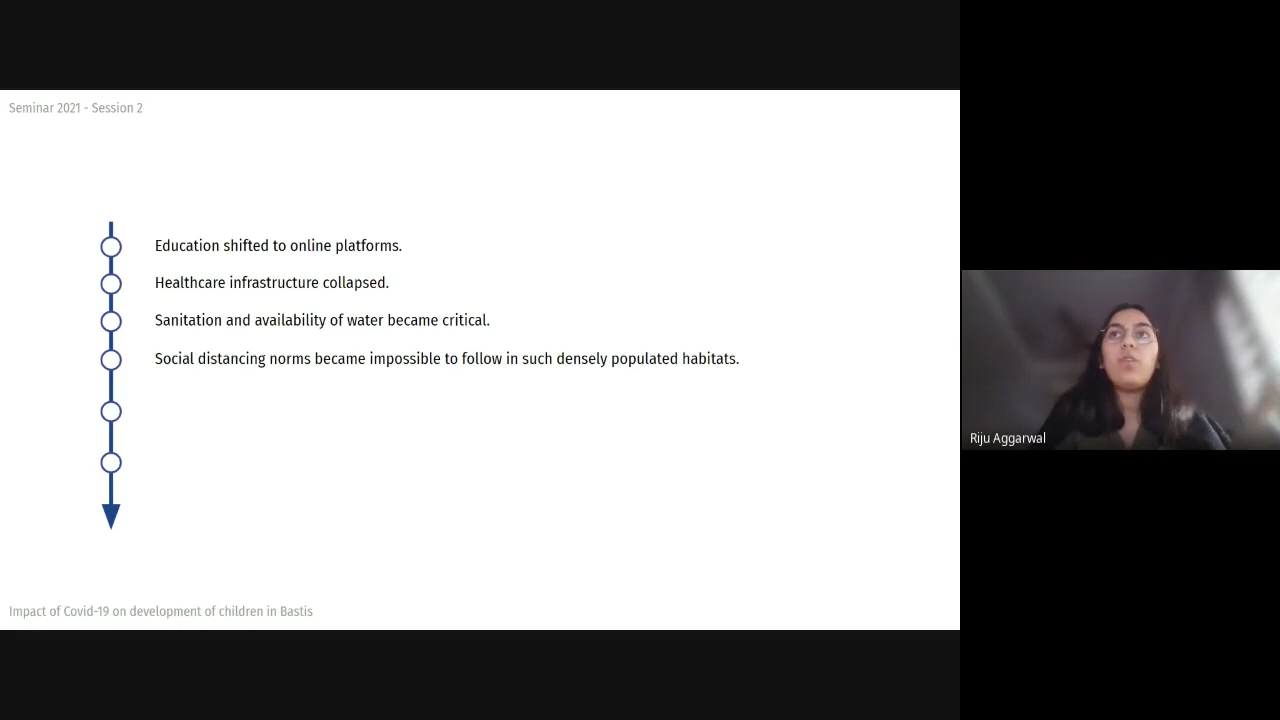 Seminar 2021 - Session 2
Education shifted to online platforms.
Healthcare infrastructure collapsed.
Sanitation and availability of water became critical.
Social distancing norms became impossible to follow in such densely populated habitats.
Riju Aggarwal
Impact of Covid-19 on development of children in Bastis